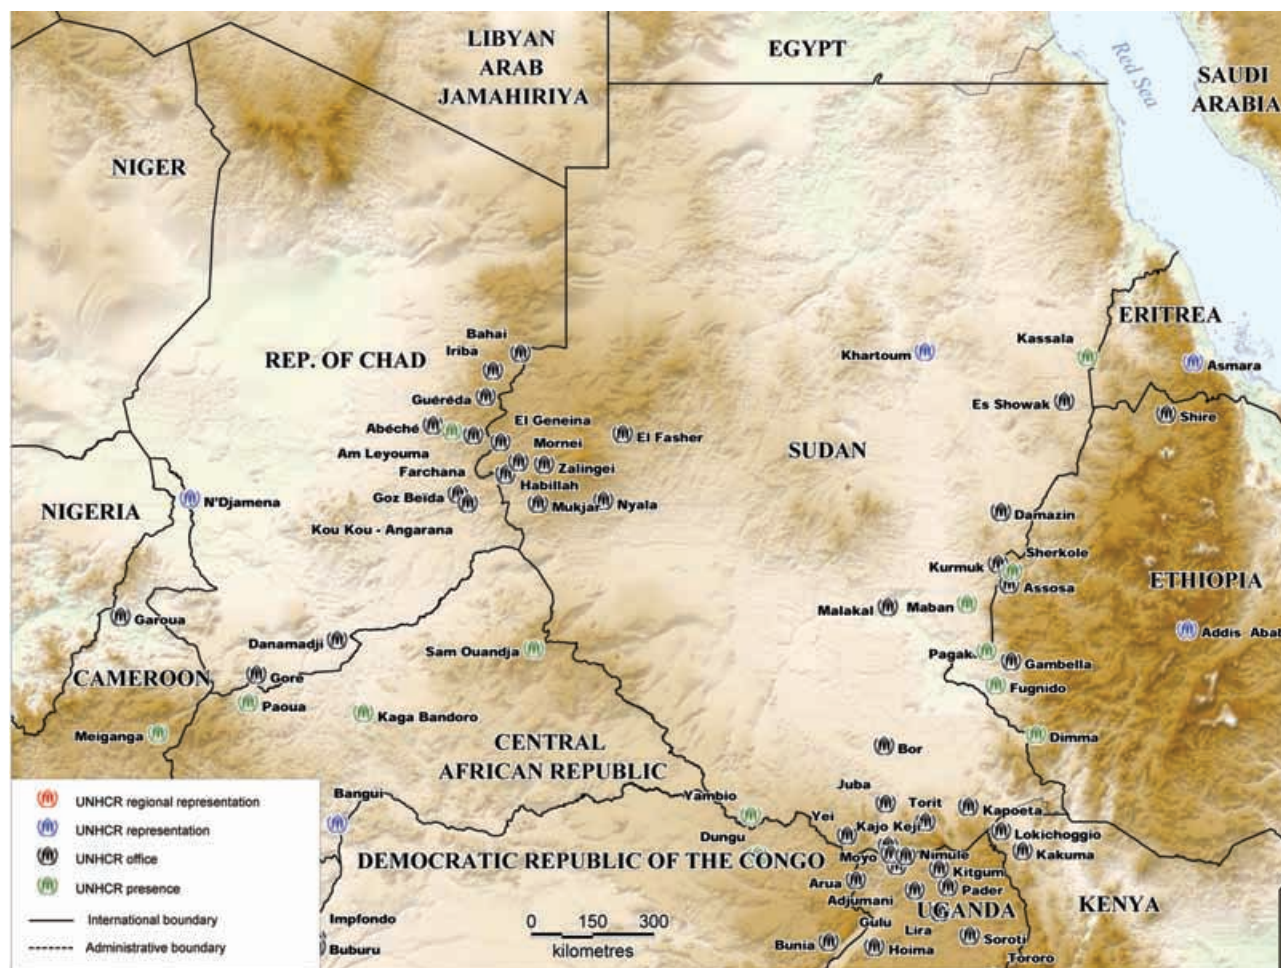 LIBYAN
ARAB
JAMAHIRIYA
EGYPT
Red Sea
SAUDI
ARABIA
NIGER
ERITREA
Bahai
Kassala
REP. OF CHAD
Iriba
Khartoum
Asmara
Guéréda
Es Showak
Shire
Abéché
El Geneina
El Fasher
Mornei
SUDAN
Am Leyouma
Farchana
Zalingei
Habillah
N'Djamena
Goz Beïda
Mukjar
Nyala
NIGERIA
Kou Kou - Angarana
Damazin
Sherkole
Kurmuk
ETHIOPIA
Assosa
Malakal
Maban
Garoua
Addis Abab
Danamadji
Sam Ouandja
Pagak
Gambella
CAMEROON
Goré
Fugnido
Paoua
Kaga Bandoro
Meiganga
Dimma
CENTRAL
AFRICAN REPUBLIC
Bor
Juba
Bangui
Yambio
Torit
Kapoeta
Yei
Kajo Keji
Lokichoggio
Dungu
DEMOCRATIC REPUBLIC OF THE CONGO
Moyo
Nimule
Kakuma
Kitgum
Arua
Pader
Adjumani
UGANDA
KENYA
Gulu
Lira
Impfondo
Buburu
Bunia
Hoima
Soroti
Tororo
0 150 300
kilometres
UNHCR regional representation
UNHCR representation
UNHCR office
UNHCR presence
International boundary
Administrative boundary